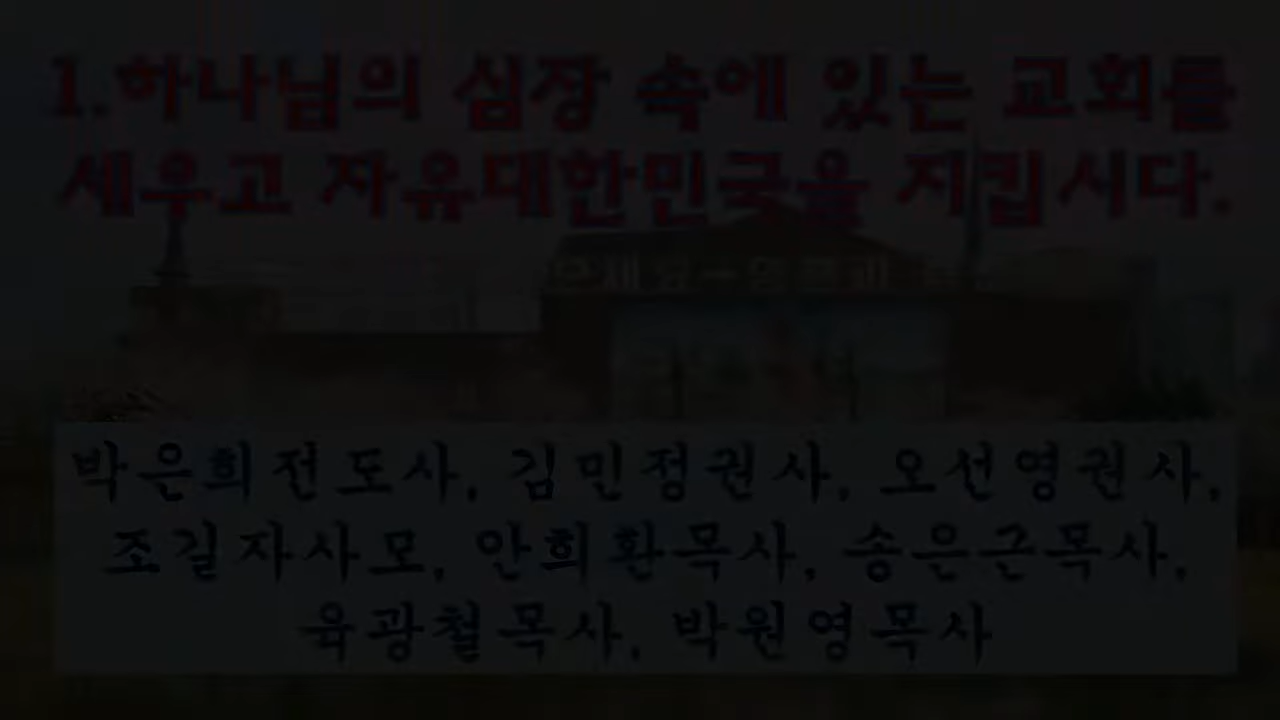 1.하나님의 심장 속에 있는 교회를
세우고 자유대한민국을 지킵시다.
박은희전도사, 김민정권사, 오선영권사,
조길자사모, 안희환목사, 송은근목사,
육광철목사, 박원영목사